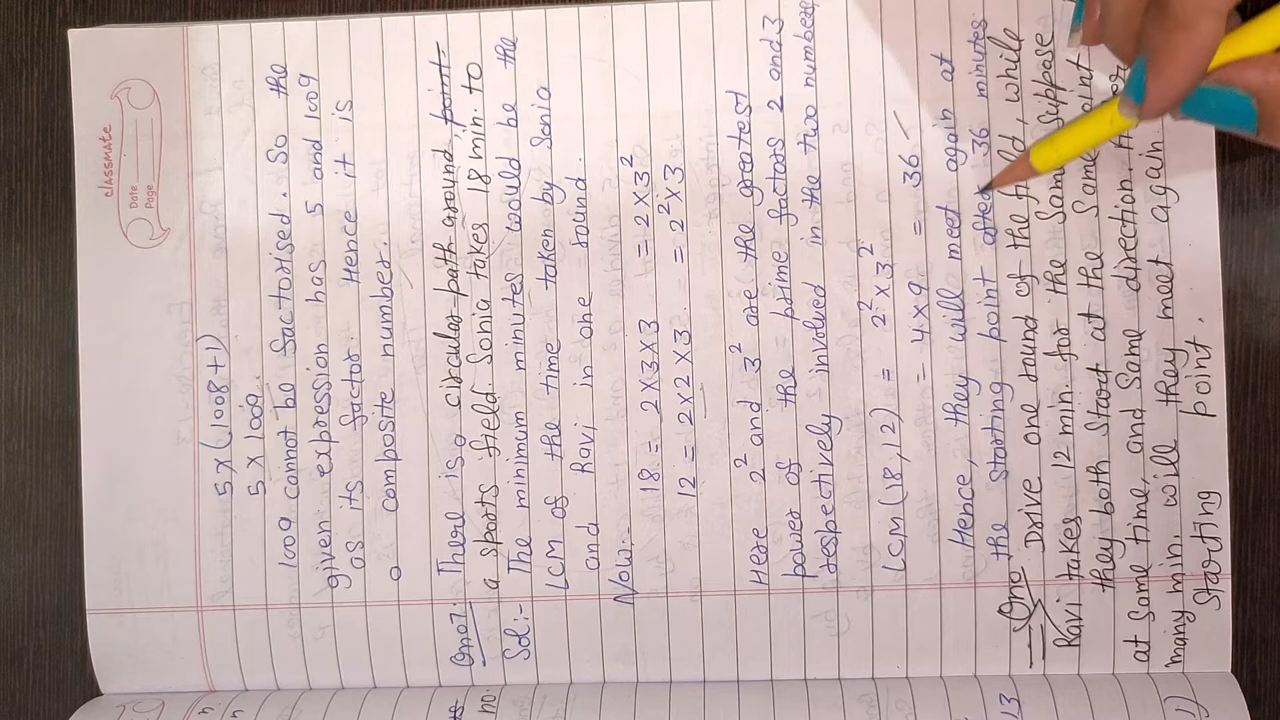 classmate
Date
Page
5 × (1008+1)
5 × 1009
1009 cannot be factorised. So the
given expression has 5 and 1009
as its factor. Hence it is
a composite number.
Qno7. There is a circular path around
a sports field. Sonia takes 18 min. to
Sol:- The minimum minutes would be the
LCM of the time taken by Sonia
and Ravi in one round.
Now:-
18 = 2 × 3 × 3 = 2 × 3²
12 = 2 × 2 × 3 = 2² × 3
Here 2² and 3² are the greatest
power of the prime factors 2 and 3
respectively involved in the two numbers
LCM (18, 12) = 2² × 3²
= 4 × 9 = 36
Hence, they will meet again at
the starting point after 36 minutes.
Qno Drive one round of the field, while
Ravi takes 12 min. for the Same Suppose
they both Start at the Same
at Same time, and Same direction.
many min. will they meet again
Starting point.
no.
13